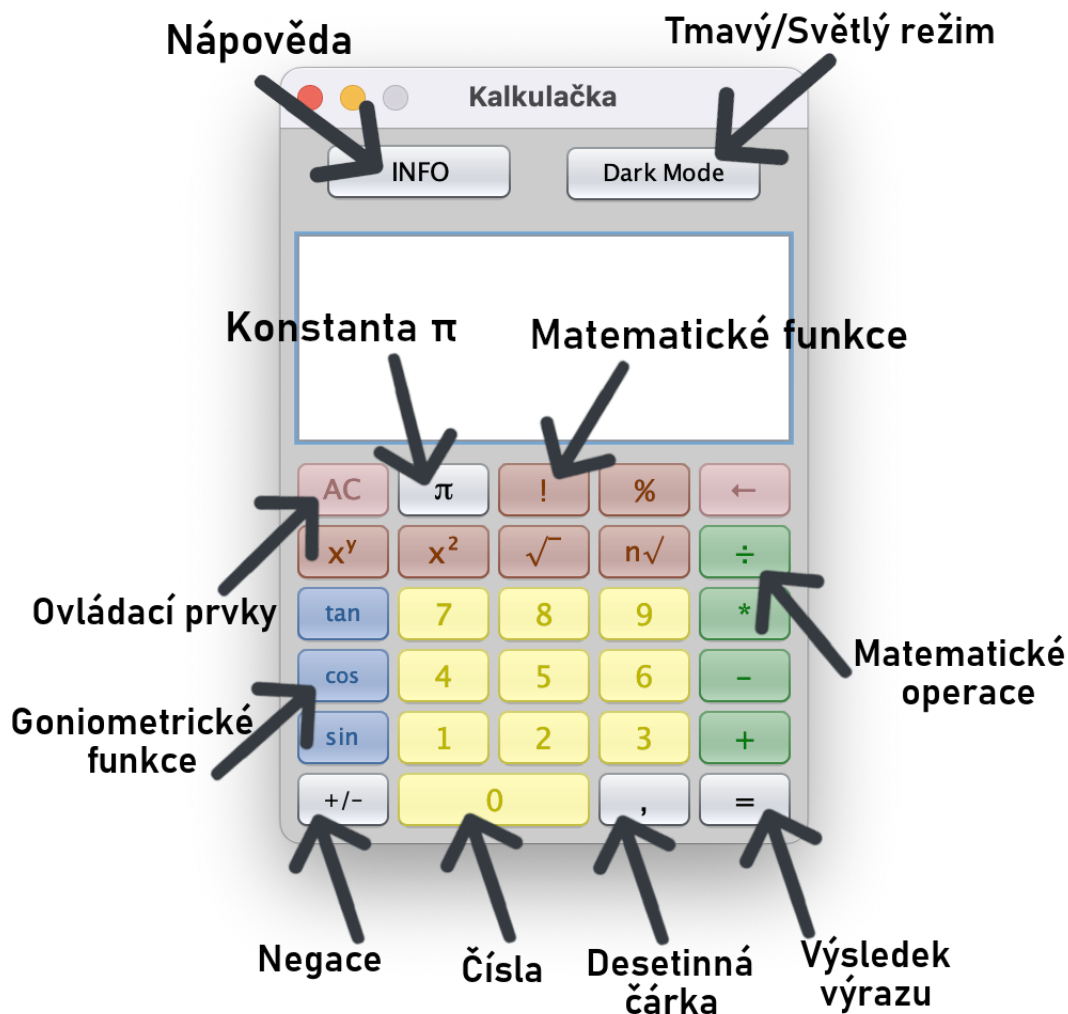 Nápověda
Tmavý/Světlý režim
Kalkulačka
INFO
Dark Mode
Konstanta π
Matematické funkce
AC
π
!
%
←
xʸ
x²
√‾
n√
÷
Ovládací prvky
tan
7
8
9
*
Matematické
operace
cos
4
5
6
-
Goniometrické
funkce
sin
1
2
3
+
+/-
0
,
=
Negace
Čísla
Desetinná
čárka
Výsledek
výrazu